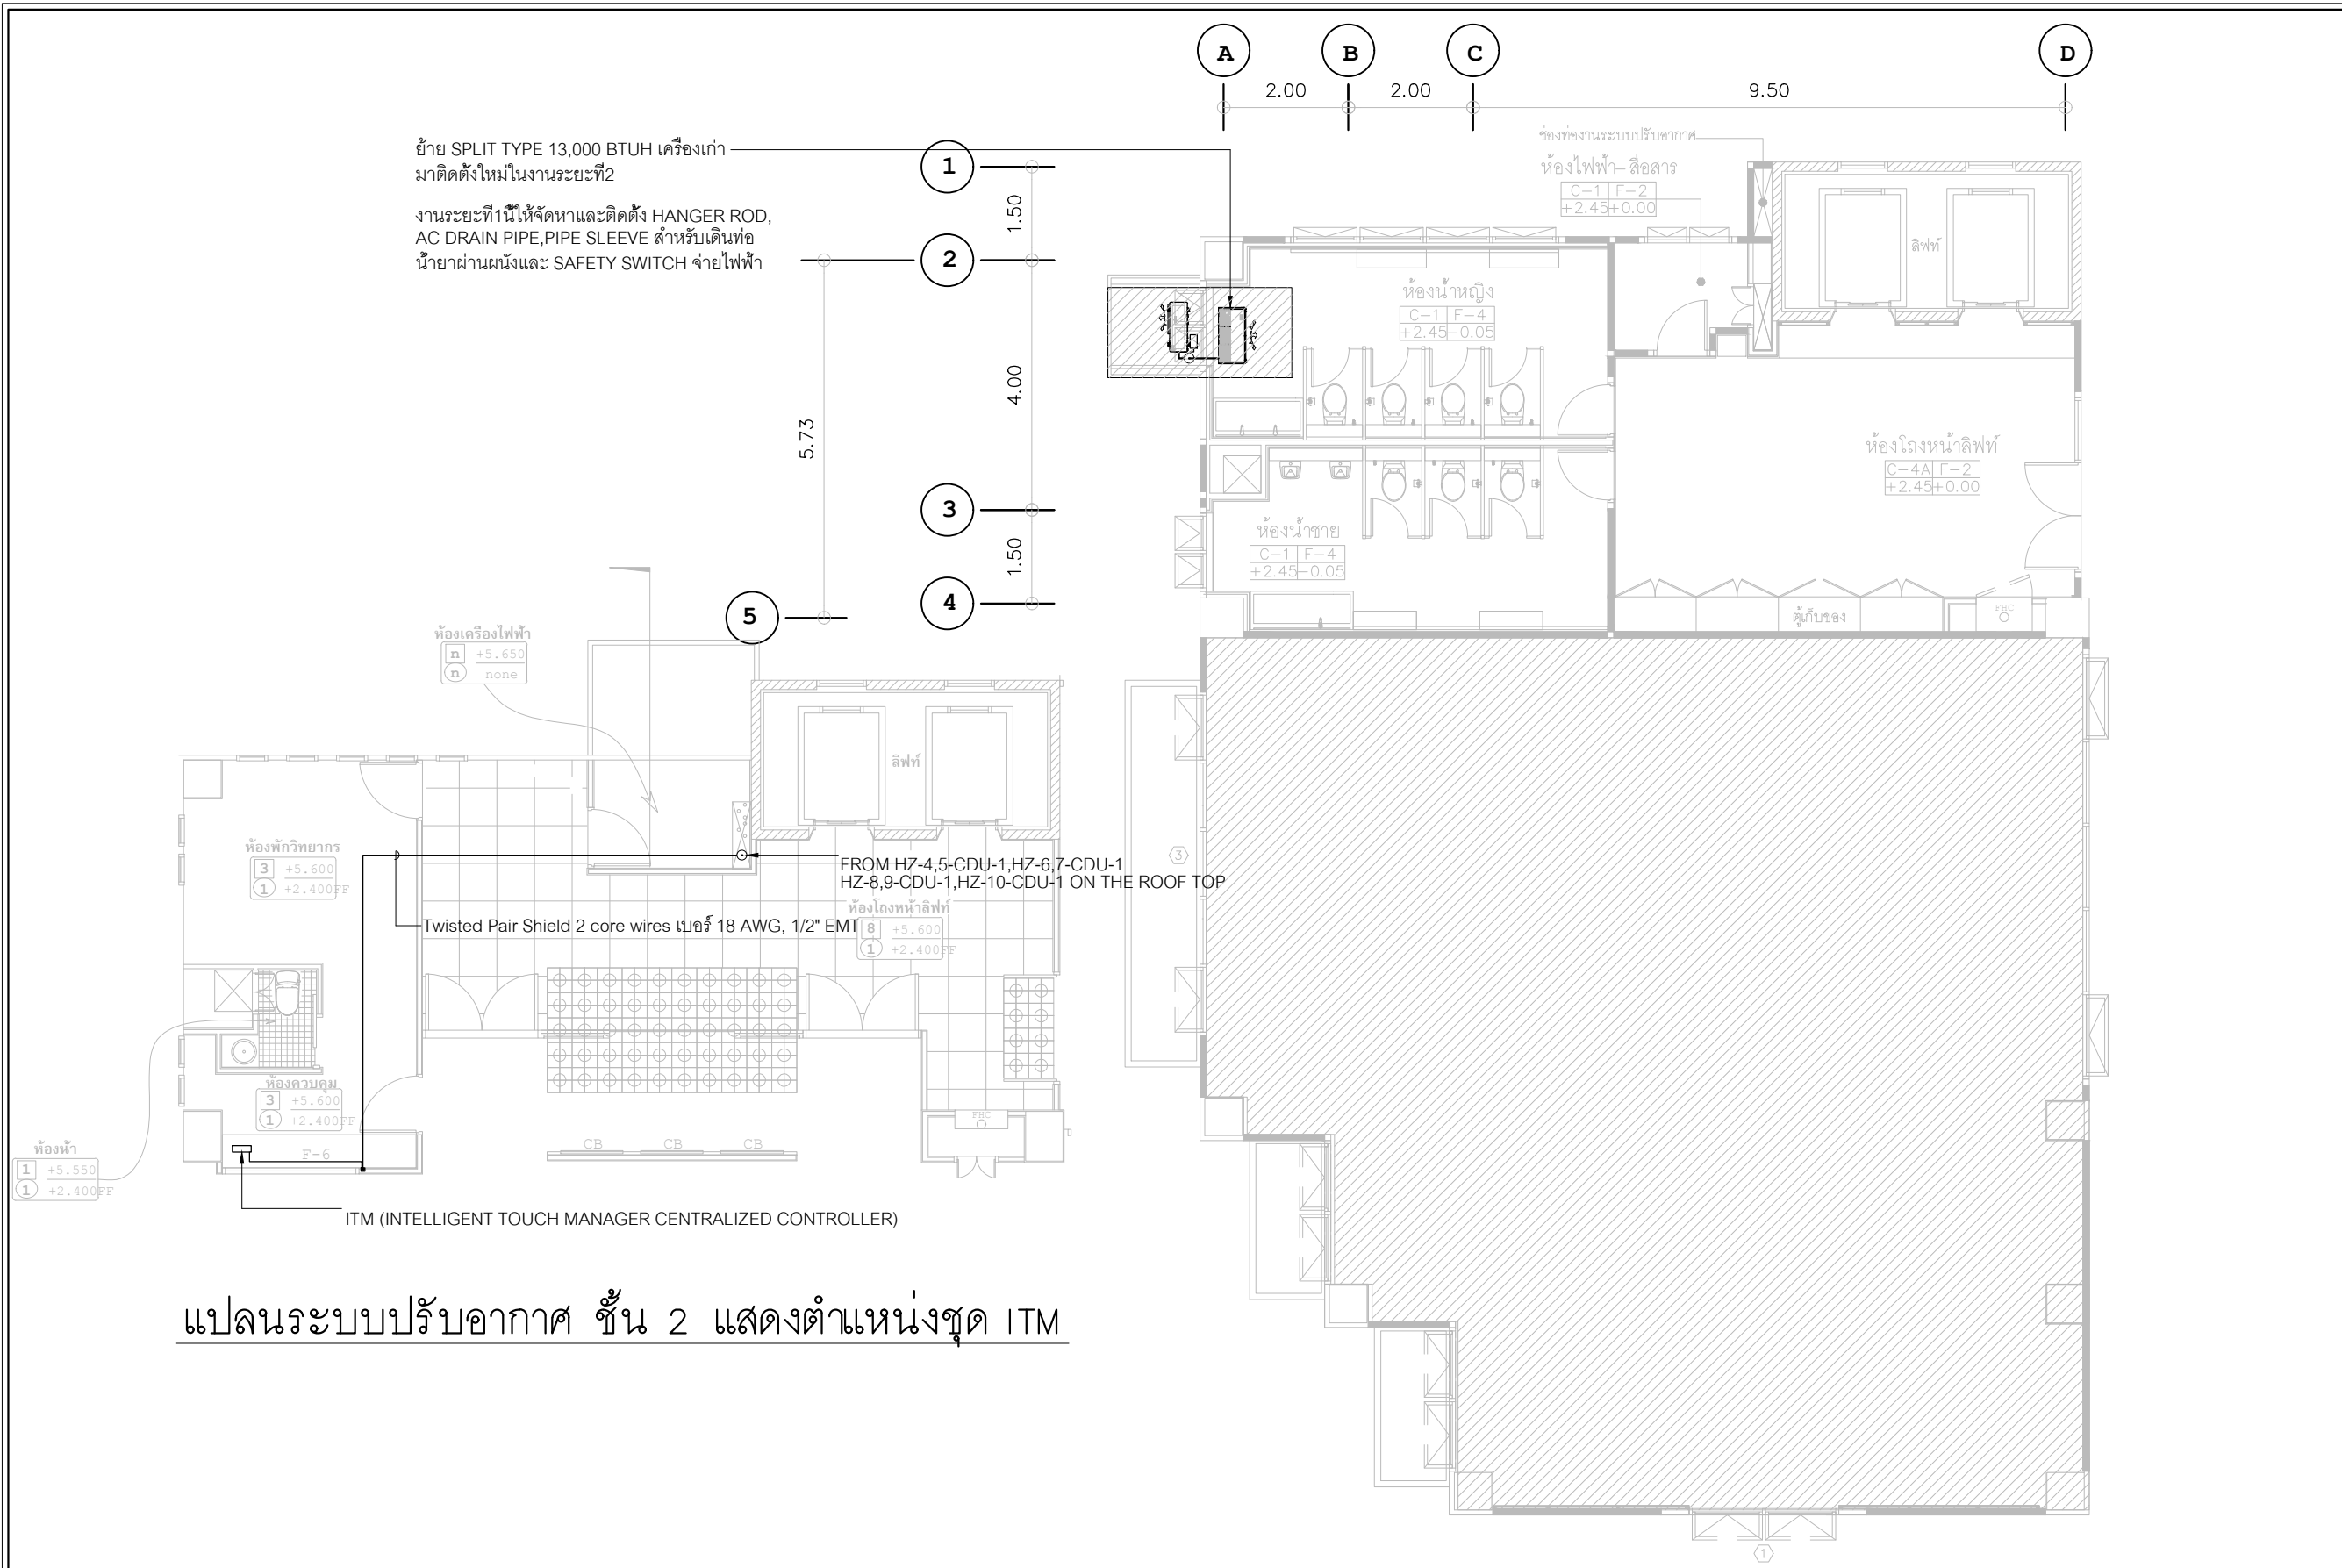 A
B
C
D
2.00
2.00
9.50
ย้าย SPLIT TYPE 13,000 BTUH เครื่องเก่า
มาติดตั้งใหม่ในงานระยะที่2
งานระยะที่1นี้ให้จัดหาและติดตั้ง HANGER ROD,
AC DRAIN PIPE,PIPE SLEEVE สำหรับเดินท่อ
น้ำยาผ่านผนังและ SAFETY SWITCH จ่ายไฟฟ้า
1
2
3
4
5
1.50
4.00
1.50
5.73
ช่องท่องานระบบปรับอากาศ
ห้องไฟฟ้า-สื่อสาร
C-1 F-2
+2.45 +0.00
ลิฟท์
ห้องน้ำหญิง
C-1 F-4
+2.45 -0.05
ห้องโถงหน้าลิฟท์
C-4A F-2
+2.45 +0.00
ห้องน้ำชาย
C-1 F-4
+2.45 -0.05
ตู้เก็บของ
FHC
3
1
ห้องเครื่องไฟฟ้า
n +5.650
n none
ลิฟท์
ห้องพักวิทยากร
3 +5.600
1 +2.400FF
FROM HZ-4,5-CDU-1,HZ-6,7-CDU-1
HZ-8,9-CDU-1,HZ-10-CDU-1 ON THE ROOF TOP
ห้องโถงหน้าลิฟท์
8 +5.600
1 +2.400FF
Twisted Pair Shield 2 core wires เบอร์ 18 AWG, 1/2" EMT
ห้องควบคุม
3 +5.600
1 +2.400FF
F-6
CB
CB
CB
FHC
ห้องน้ำ
1 +5.550
1 +2.400FF
ITM (INTELLIGENT TOUCH MANAGER CENTRALIZED CONTROLLER)
แปลนระบบปรับอากาศ ชั้น 2 แสดงตำแหน่งชุด ITM